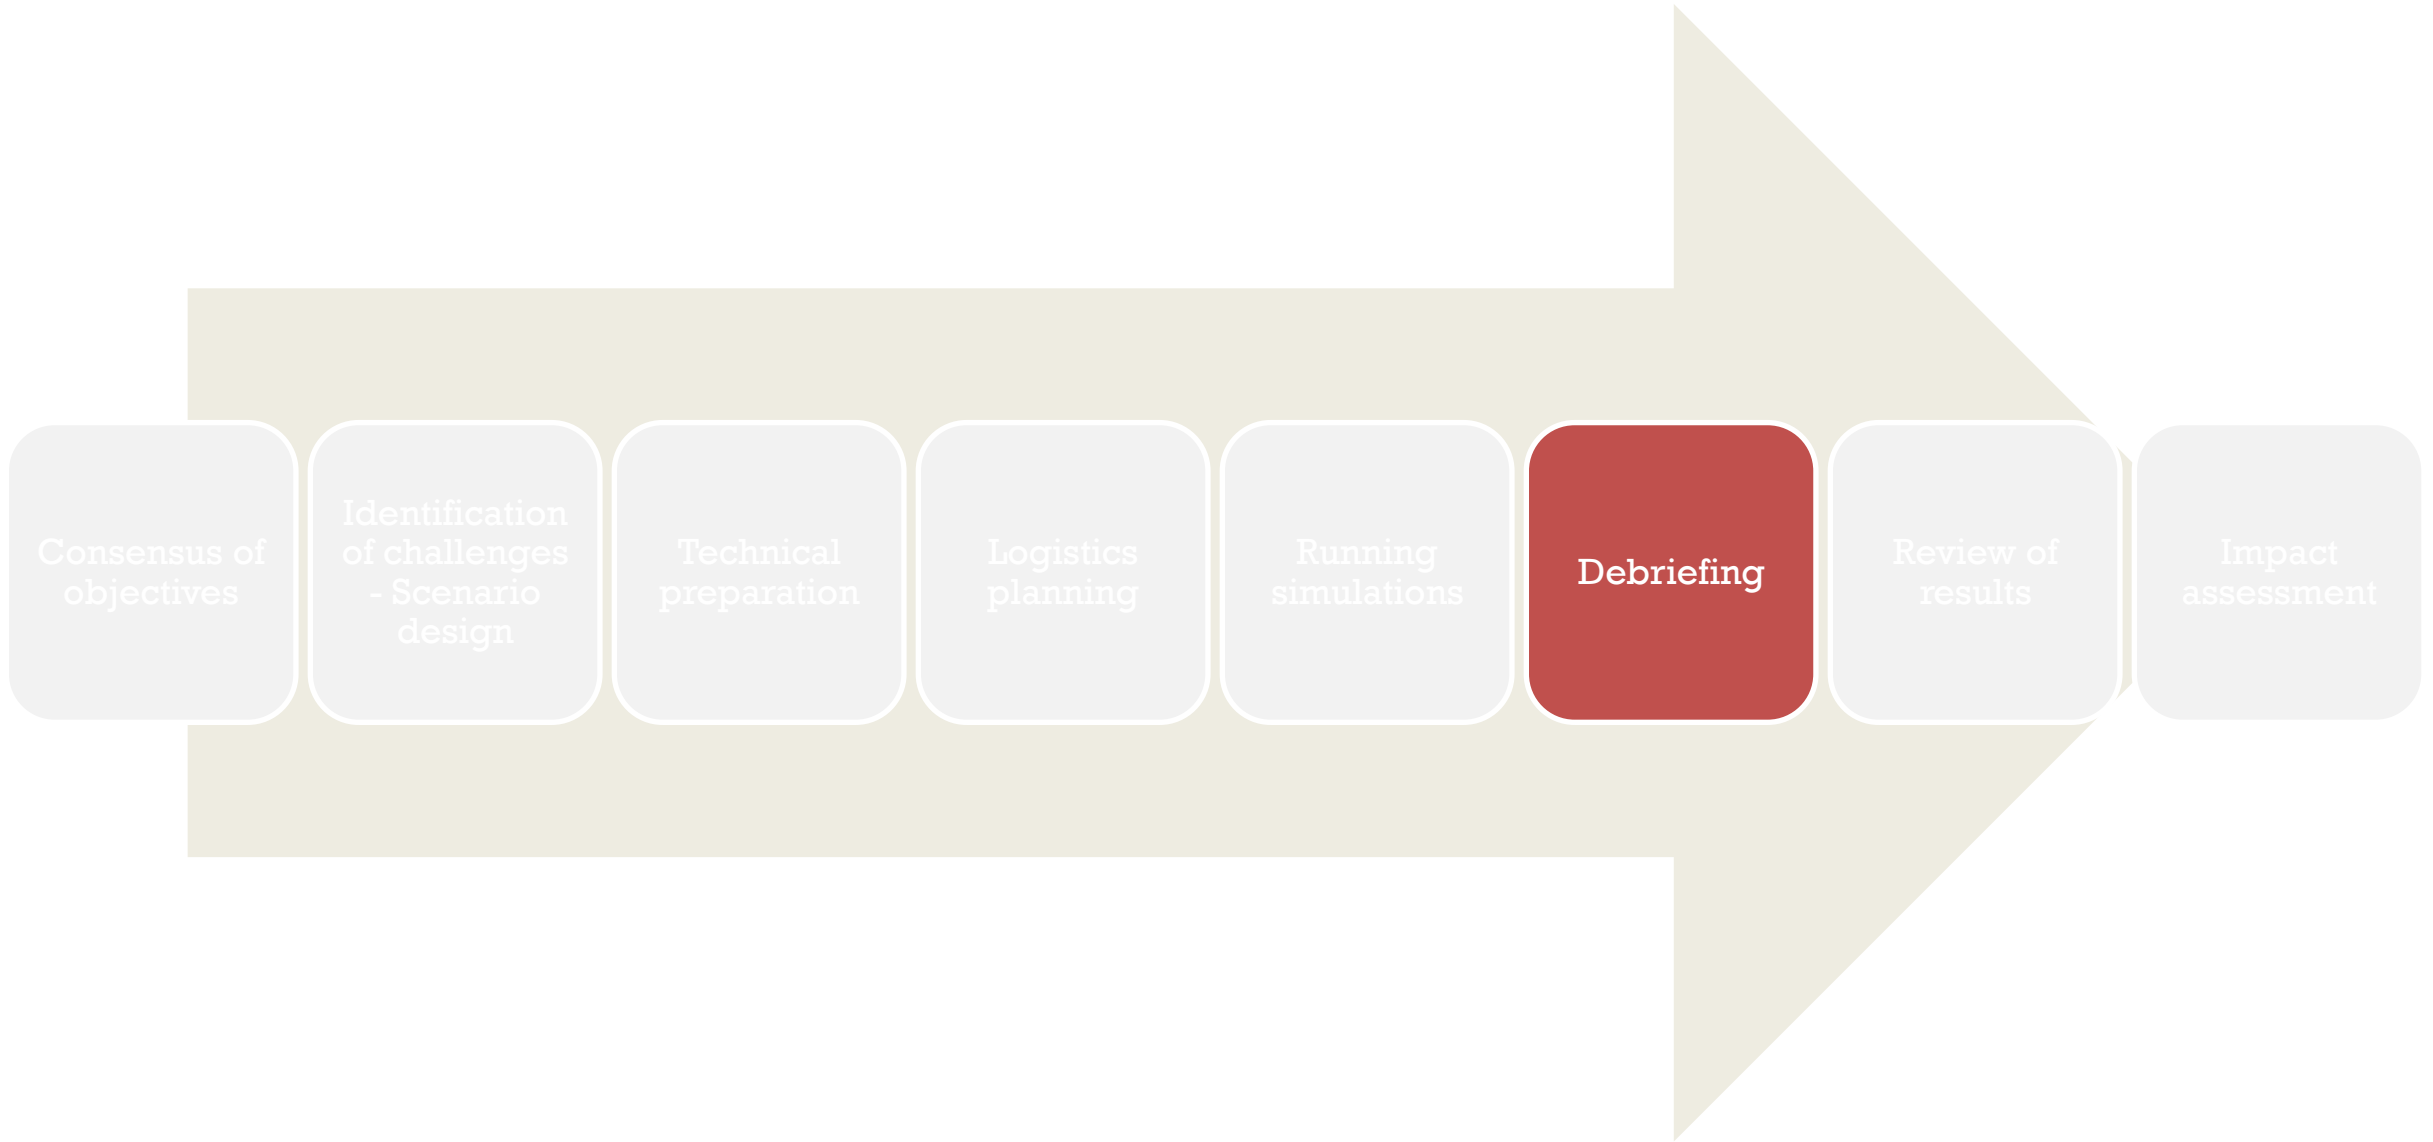 Consensus of
objectives
Identification
of challenges
- Scenario
design
Technical
preparation
Logistics
planning
Running
simulations
Debriefing
Review of
results
Impact
assessment